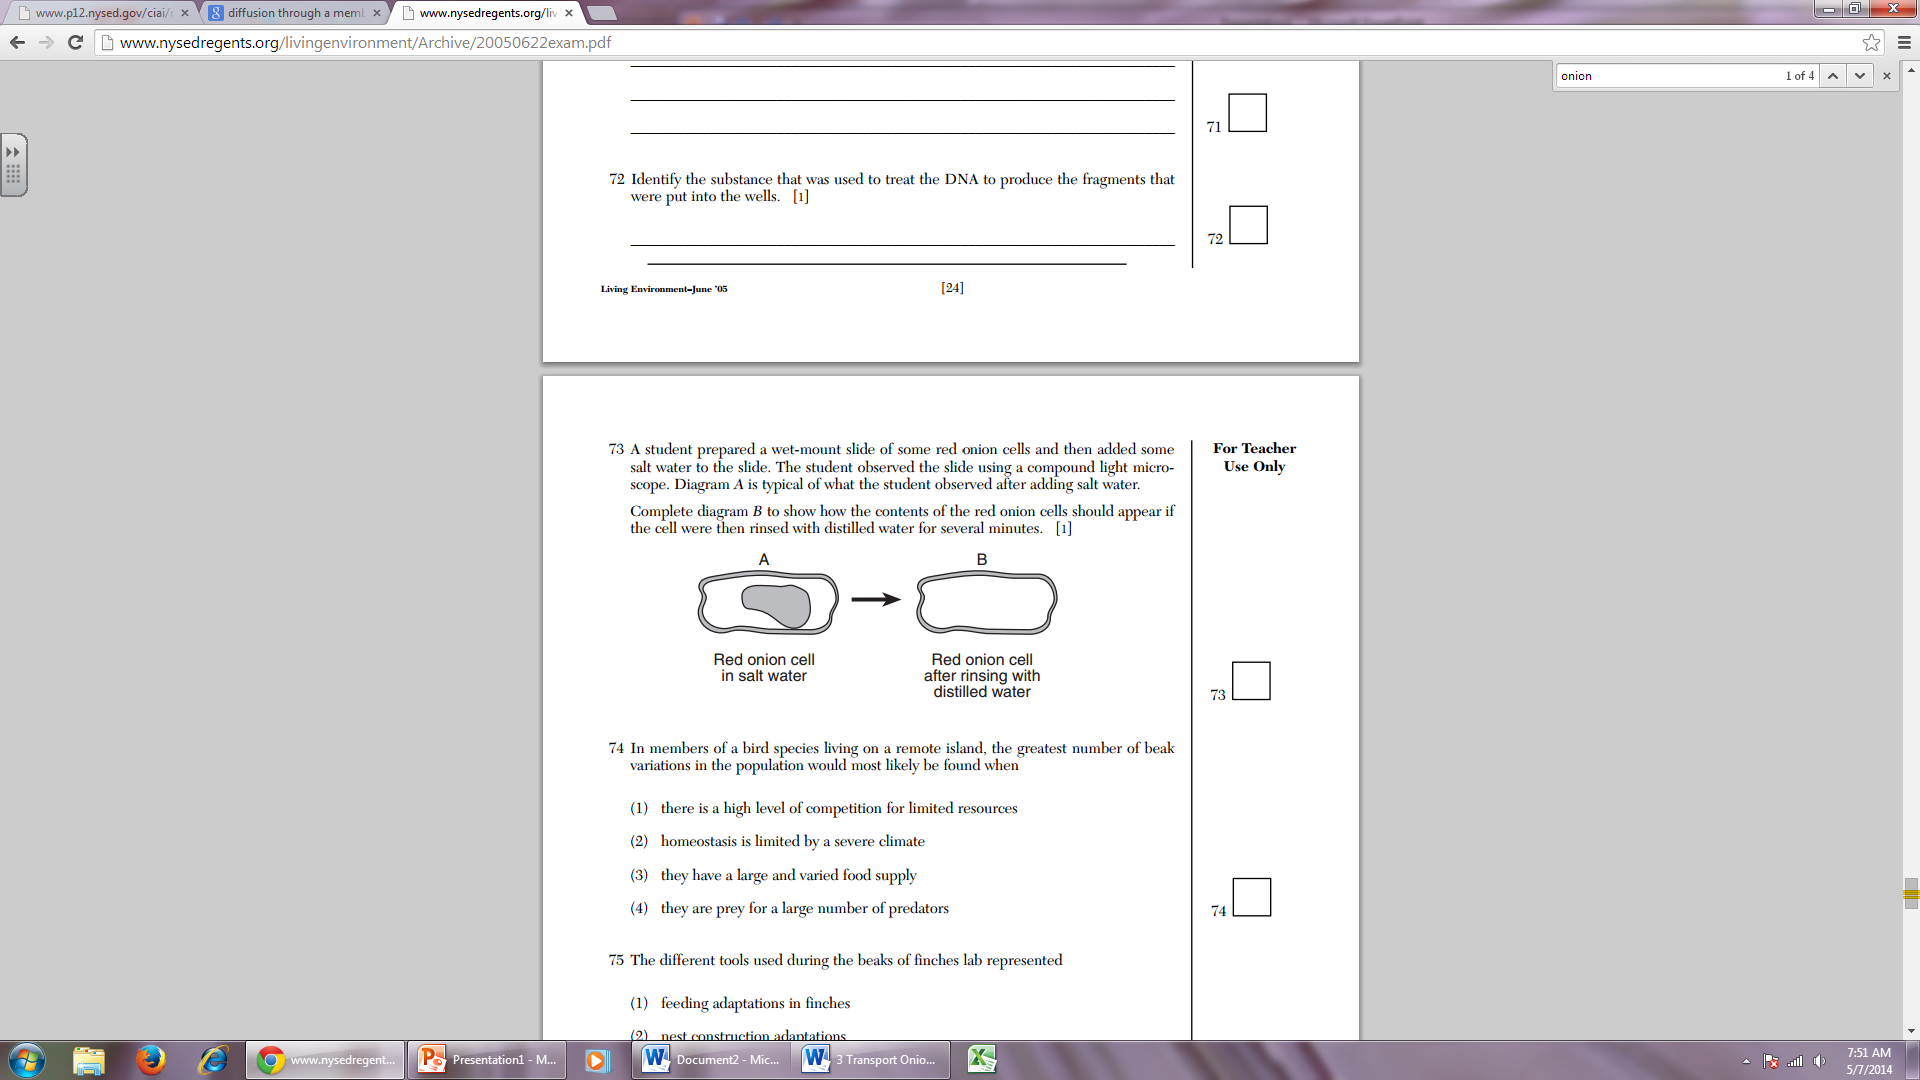 www.p12.nysed.gov/ciai/
diffusion through a mem
www.nysedregents.org/liv
www.nysedregents.org/livingenvironment/Archive/20050622exam.pdf
onion 1 of 4
71
72 Identify the substance that was used to treat the DNA to produce the fragments that
were put into the wells. [1]
72
Living Environment–June ’05 [24]
73 A student prepared a wet-mount slide of some red onion cells and then added some
salt water to the slide. The student observed the slide using a compound light micro-
scope. Diagram A is typical of what the student observed after adding salt water.
Complete diagram B to show how the contents of the red onion cells should appear if
the cell were then rinsed with distilled water for several minutes. [1]
For Teacher
Use Only
A B
Red onion cell
in salt water
Red onion cell
after rinsing with
distilled water
73
74 In members of a bird species living on a remote island, the greatest number of beak
variations in the population would most likely be found when
(1) there is a high level of competition for limited resources
(2) homeostasis is limited by a severe climate
(3) they have a large and varied food supply
(4) they are prey for a large number of predators
74
75 The different tools used during the beaks of finches lab represented
(1) feeding adaptations in finches
(2) nest construction adaptations
www.nysedregent...
Presentation1 - M...
Document2 - Mic...
3 Transport Onio...
7:51 AM
5/7/2014